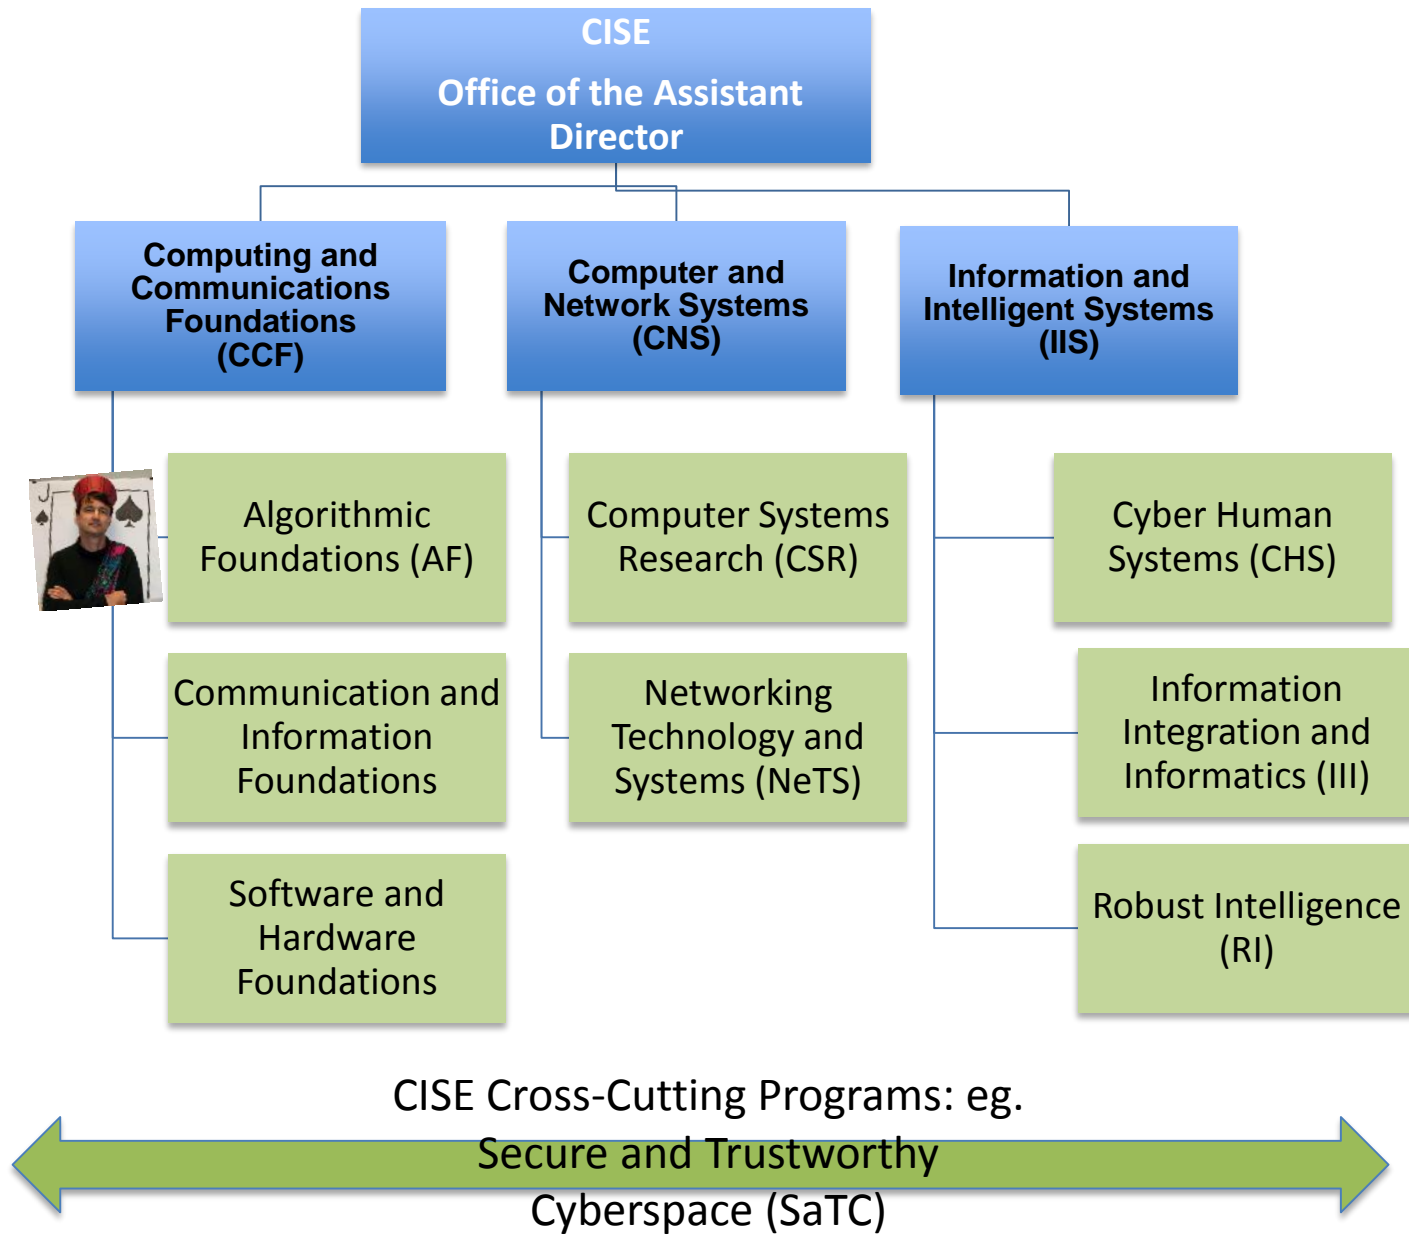 CISE
Office of the Assistant
Director
Computing and
Communications
Foundations
(CCF)
Computer and
Network Systems
(CNS)
Information and
Intelligent Systems
(IIS)
J
Algorithmic
Foundations (AF)
Computer Systems
Research (CSR)
Cyber Human
Systems (CHS)
Communication and
Information
Foundations
Networking
Technology and
Systems (NeTS)
Information
Integration and
Informatics (III)
Software and
Hardware
Foundations
Robust Intelligence
(RI)
CISE Cross-Cutting Programs: eg.
Secure and Trustworthy
Cyberspace (SaTC)